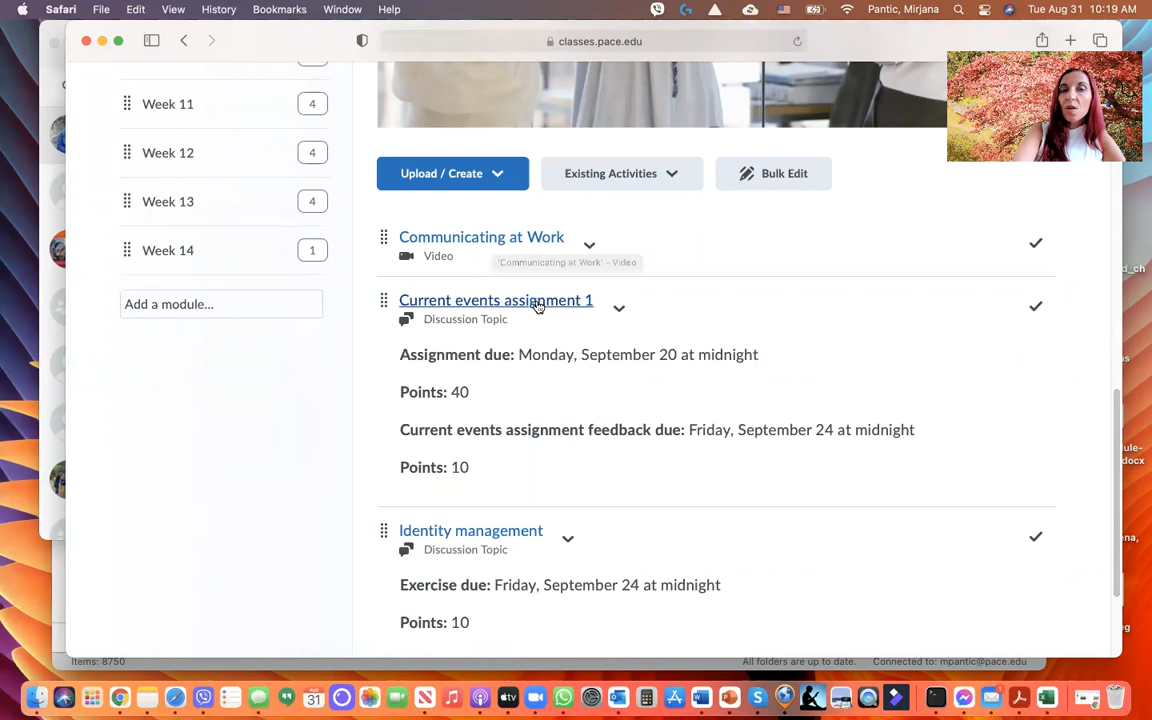 Safari File Edit View History Bookmarks Window Help Pantic, Mirjana Tue Aug 31 10:19 AM
classes.pace.edu
Week 11 4
Week 12 4
Week 13 4
Week 14 1
Add a module...
Upload / Create Existing Activities Bulk Edit
Communicating at Work
Video
'Communicating at Work' - Video
Current events assignment 1
Discussion Topic
Assignment due: Monday, September 20 at midnight
Points: 40
Current events assignment feedback due: Friday, September 24 at midnight
Points: 10
Identity management
Discussion Topic
Exercise due: Friday, September 24 at midnight
Points: 10
Items: 8750 All folders are up to date. Connected to: mpantic@pace.edu